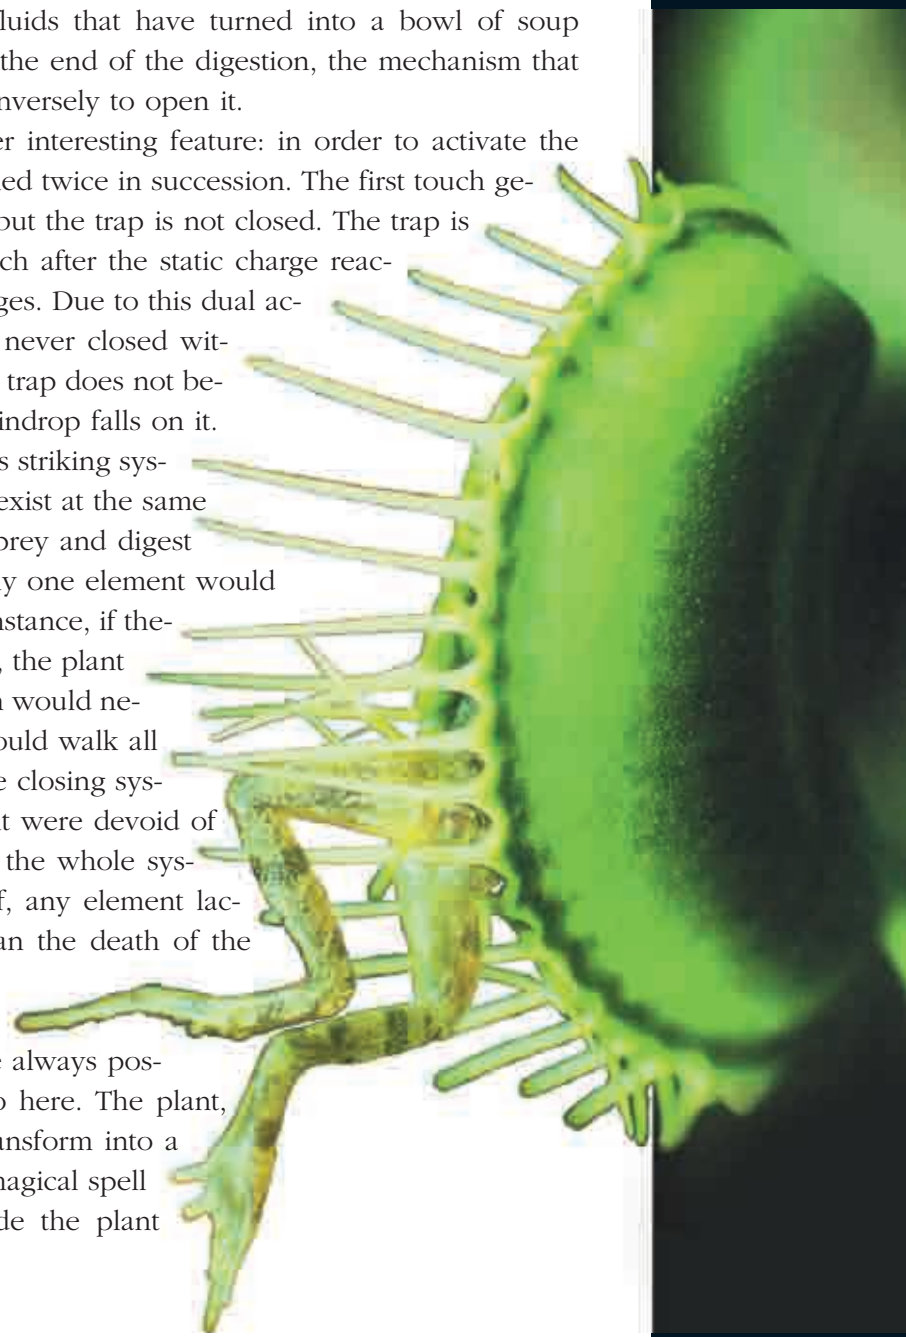 fluids that have turned into a bowl of soup
the end of the digestion, the mechanism that
nversely to open it.
er interesting feature: in order to activate the
ed twice in succession. The first touch ge-
but the trap is not closed. The trap is
ch after the static charge reac-
ges. Due to this dual ac-
never closed wit-
trap does not be-
indrop falls on it.
s striking sys-
exist at the same
prey and digest
y one element would
nstance, if the-
, the plant
n would ne-
ould walk all
e closing sys-
t were devoid of
the whole sys-
f, any element lac-
an the death of the
e always pos-
o here. The plant,
ansform into a
nagical spell
de the plant